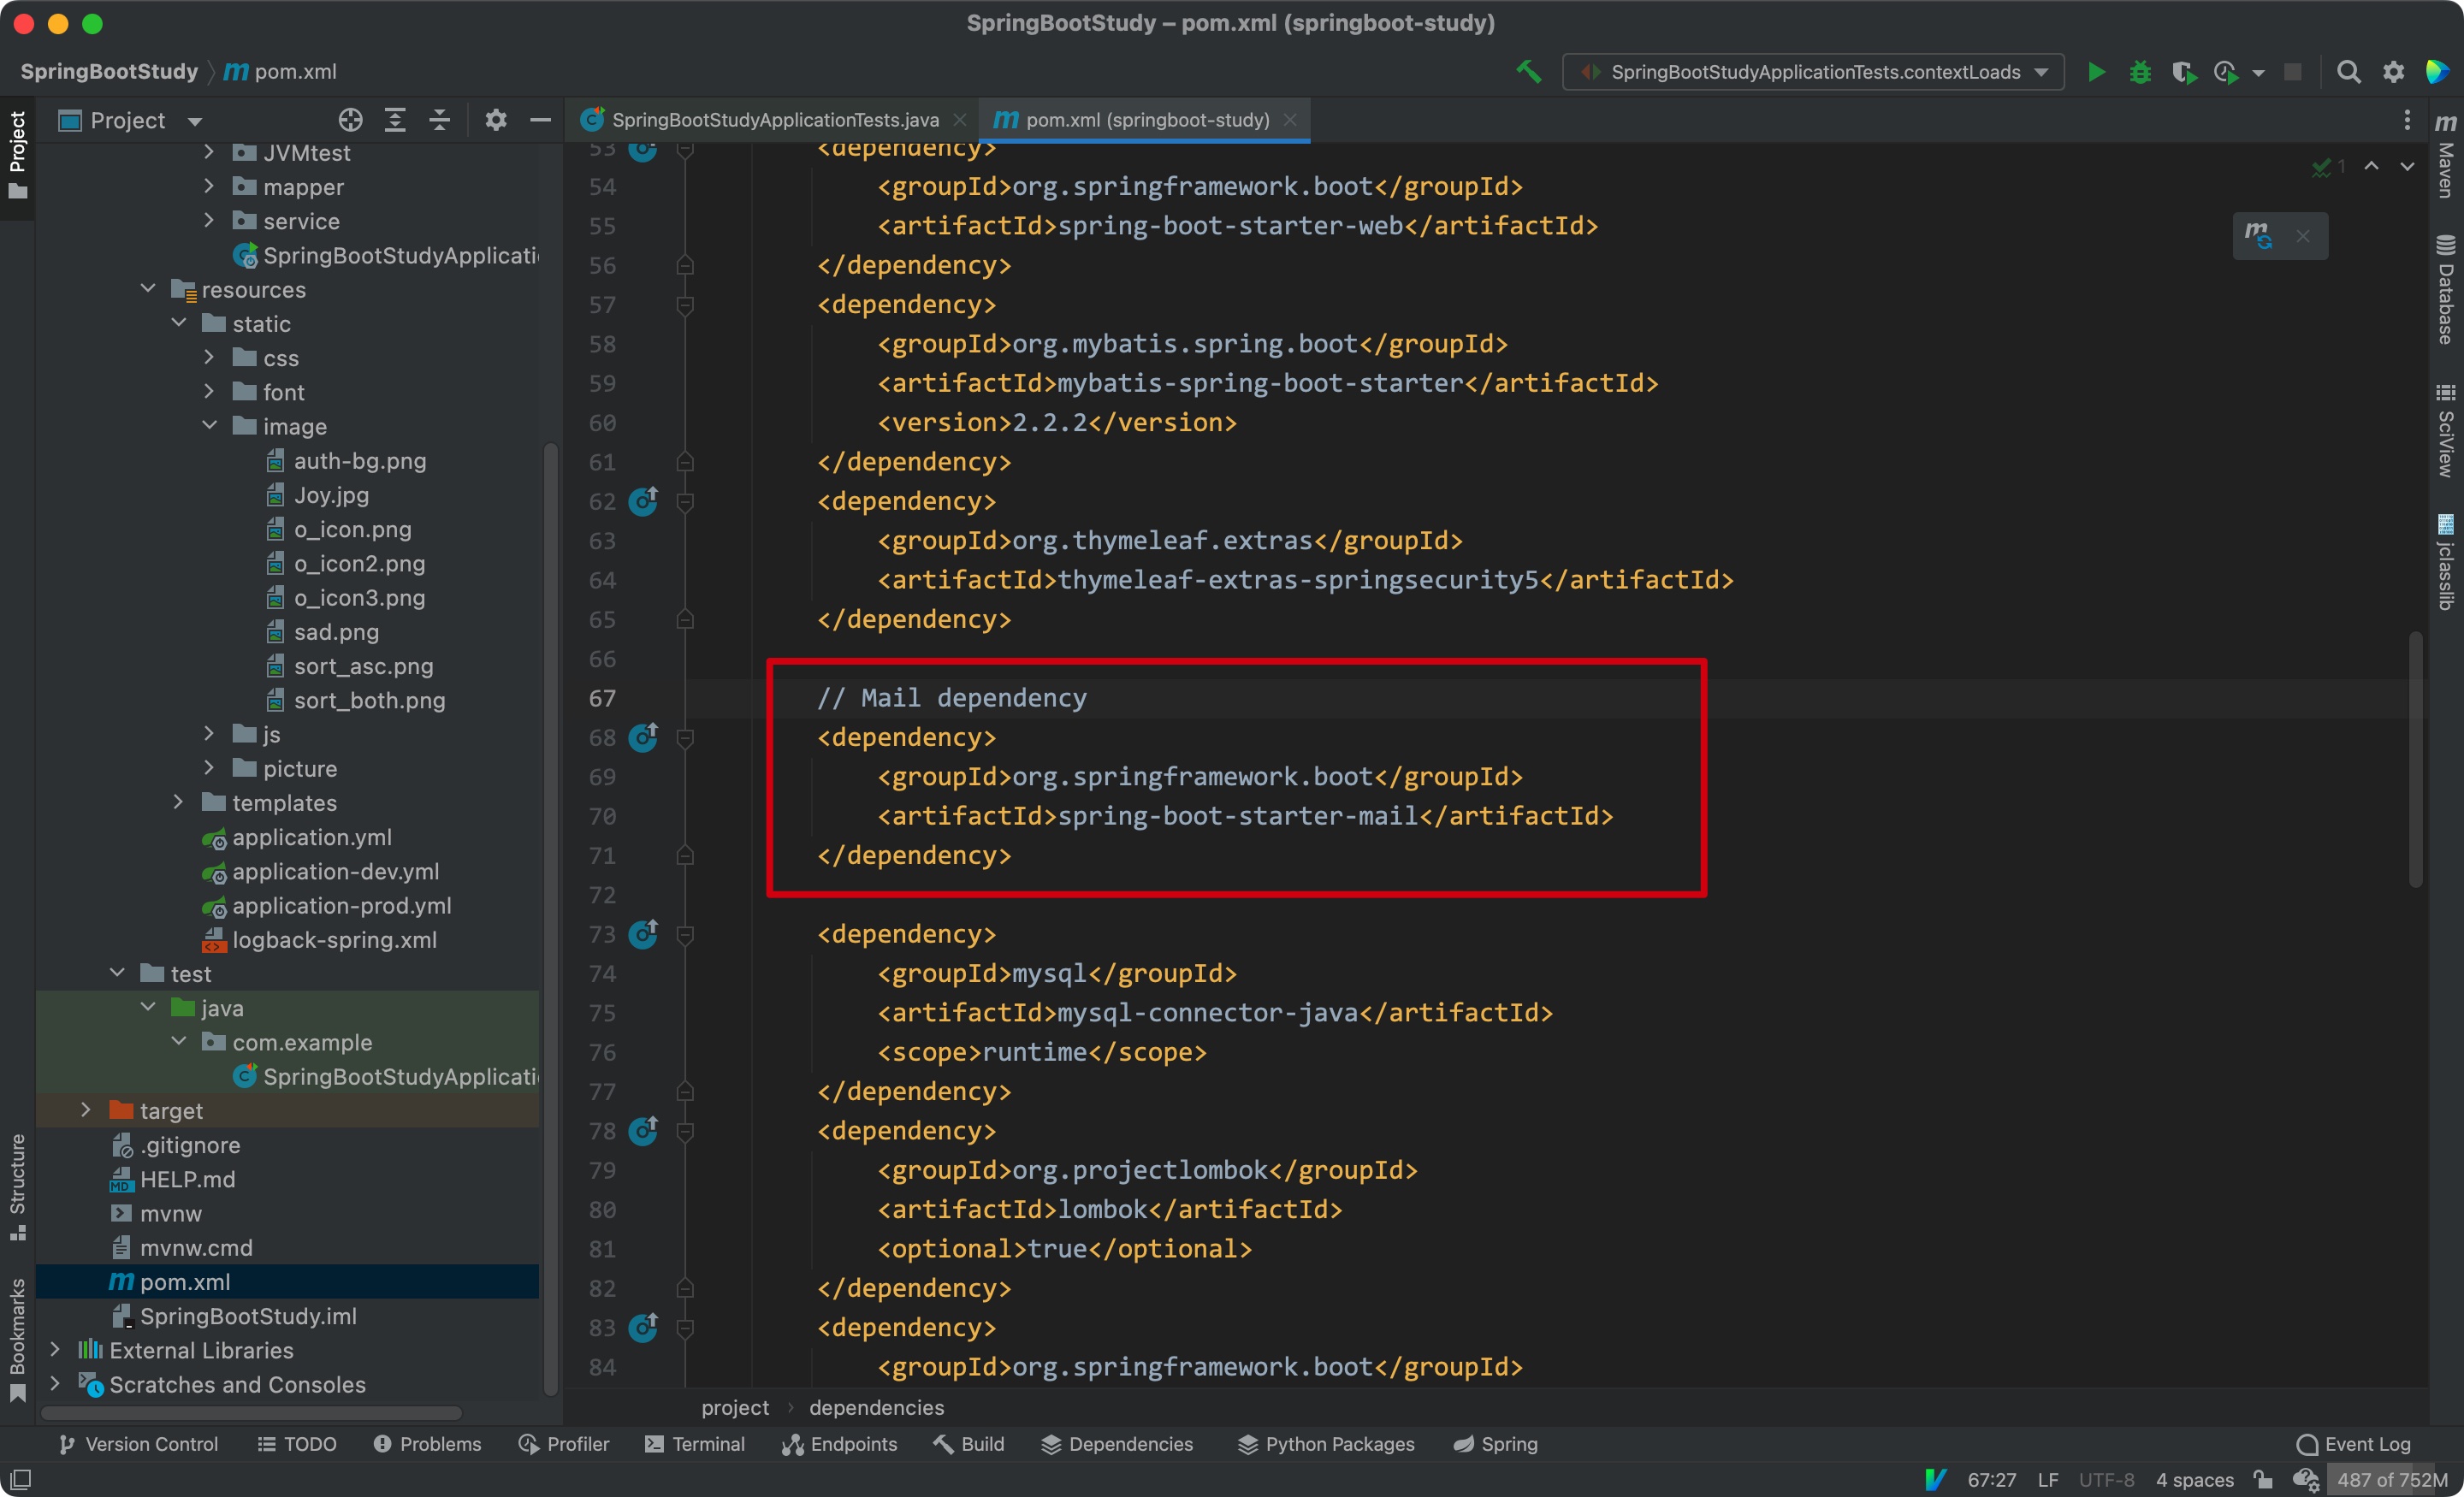 SpringBootStudy – pom.xml (springboot-study)
SpringBootStudy
m pom.xml
SpringBootStudyApplicationTests.contextLoads
Project
Project
SpringBootStudyApplicationTests.java
m pom.xml (springboot-study)
JVMtest
mapper
service
SpringBootStudyApplicati
resources
static
css
font
image
auth-bg.png
Joy.jpg
o_icon.png
o_icon2.png
o_icon3.png
sad.png
sort_asc.png
sort_both.png
js
picture
templates
application.yml
application-dev.yml
application-prod.yml
logback-spring.xml
test
java
com.example
SpringBootStudyApplicati
target
.gitignore
HELP.md
mvnw
mvnw.cmd
m pom.xml
SpringBootStudy.iml
External Libraries
Scratches and Consoles
Structure
Bookmarks
53 <dependency>
54 <groupId>org.springframework.boot</groupId>
55 <artifactId>spring-boot-starter-web</artifactId>
56 </dependency>
57 <dependency>
58 <groupId>org.mybatis.spring.boot</groupId>
59 <artifactId>mybatis-spring-boot-starter</artifactId>
60 <version>2.2.2</version>
61 </dependency>
62 <dependency>
63 <groupId>org.thymeleaf.extras</groupId>
64 <artifactId>thymeleaf-extras-springsecurity5</artifactId>
65 </dependency>
66
67 // Mail dependency
68 <dependency>
69 <groupId>org.springframework.boot</groupId>
70 <artifactId>spring-boot-starter-mail</artifactId>
71 </dependency>
72
73 <dependency>
74 <groupId>mysql</groupId>
75 <artifactId>mysql-connector-java</artifactId>
76 <scope>runtime</scope>
77 </dependency>
78 <dependency>
79 <groupId>org.projectlombok</groupId>
80 <artifactId>lombok</artifactId>
81 <optional>true</optional>
82 </dependency>
83 <dependency>
84 <groupId>org.springframework.boot</groupId>
1
m
m
Maven
Database
SciView
jclasslib
project
dependencies
Version Control
TODO
Problems
Profiler
Terminal
Endpoints
Build
Dependencies
Python Packages
Spring
Event Log
67:27
LF
UTF-8
4 spaces
487 of 752M